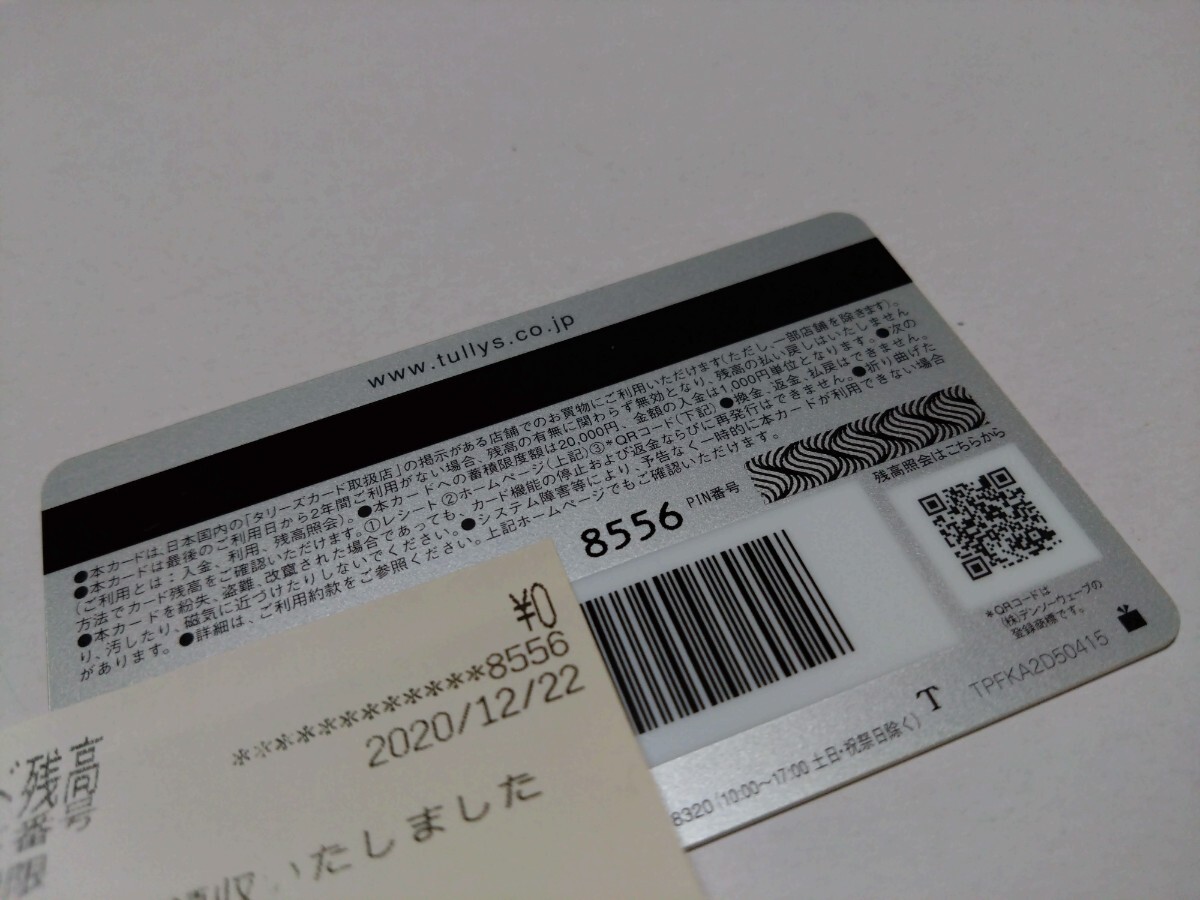 www.tullys.co.jp
●本カードは、日本国内の「タリーズカード取扱店」の掲示がある店舗でのお買物にご利用いただけます(ただし、一部店舗を除きます)。
●本カードは最後のご利用日から2年間ご利用がない場合、残高の有無に関わらず無効となり、残高の払い戻しはいたしません
(ご利用とは:入金、利用、残高照会)。●本カードへの蓄積限度額は20,000円、金額の入金は1,000円単位となります。●次の
方法でカード残高をご確認いただけます。①レシート②ホームページ(上記)③*QRコード(下記)●換金、返金、払戻はできません。
●本カードを紛失、盗難、改竄された場合であっても、カード機能の停止および返金ならびに再発行はできません。●折り曲げた
り、汚したり、磁気に近づけたりしないでください。●システム障害等により、予告なく一時的に本カードが利用できない場合
があります。●詳細は、ご利用約款をご参照ください。上記ホームページでもご確認いただけます。
8556 PIN番号
残高照会はこちらから
*QRコードは
(株)デンソーウェーブの
登録商標です。
T TPFKA2D50415
8320(10:00〜17:00 土日・祝祭日除く)
¥0
残高
***********8556
番号
2020/12/22
限
領収いたしました